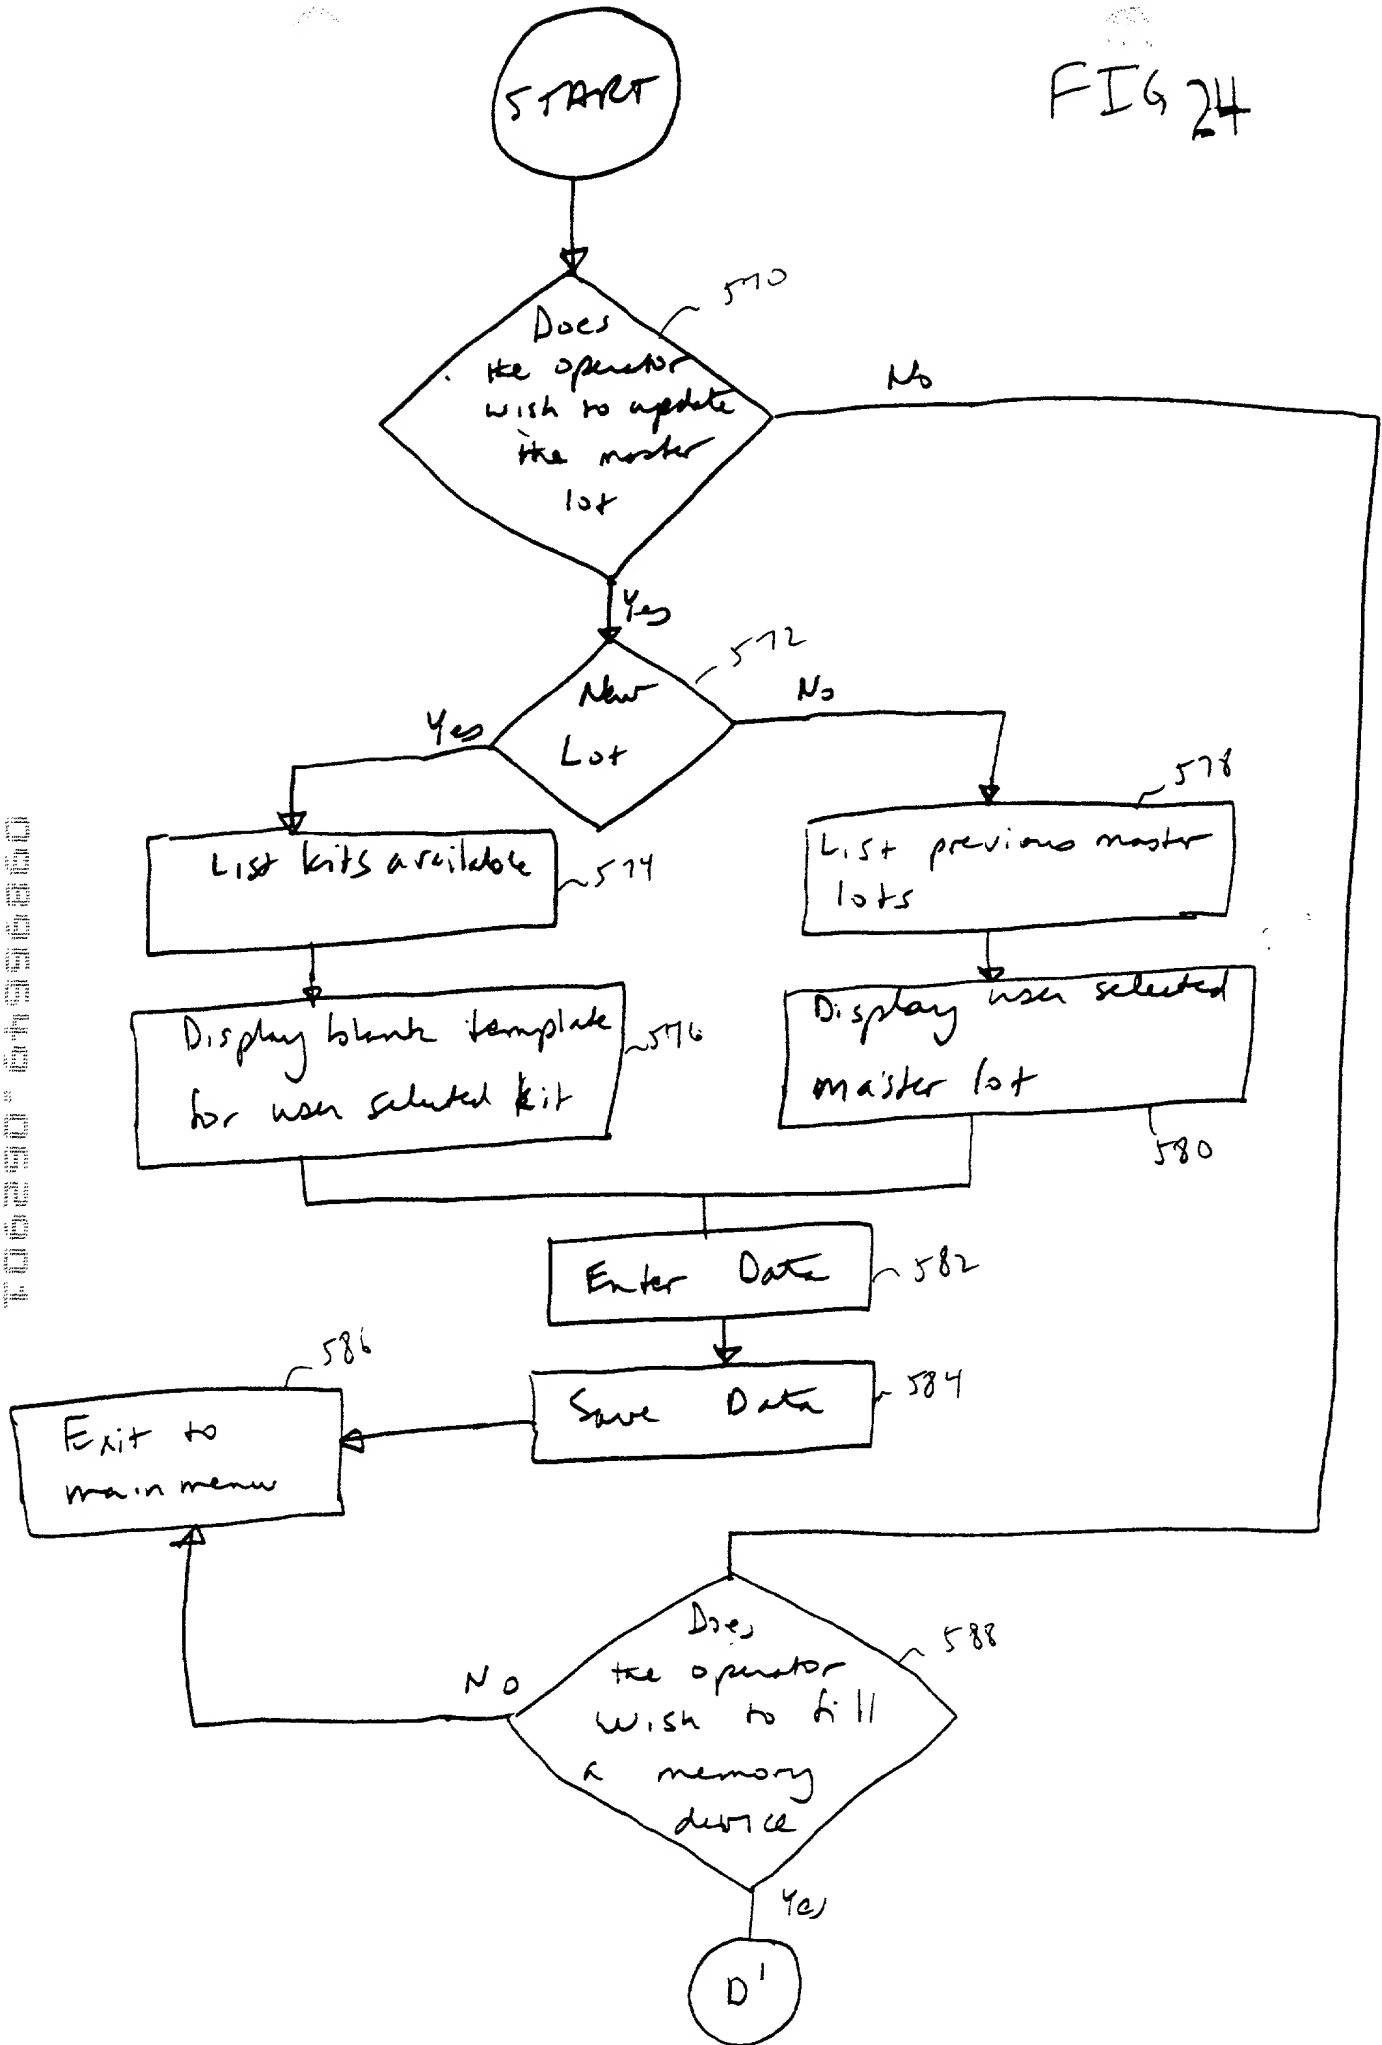 START
FIG 24
570
Does
the operator
wish to update
the master
lot
No
Yes
572
New
Lot
Yes
No
List kits available
574
578
List previous master
lots
Display blank template
for user selected kit
576
Display user selected
master lot
580
Enter Data
582
Save Data
584
586
Exit to
main menu
Does
the operator
wish to fill
a memory
device
588
No
Yes
D'